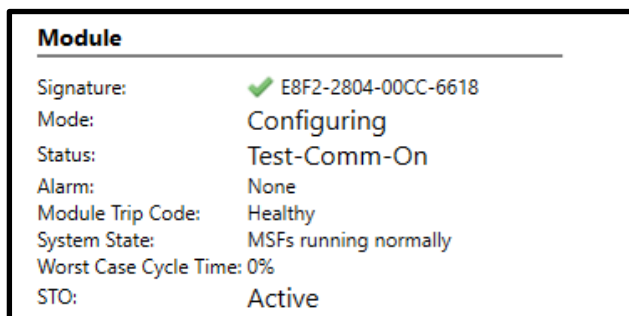 Module
Signature: E8F2-2804-00CC-6618
Mode: Configuring
Status: Test-Comm-On
Alarm: None
Module Trip Code: Healthy
System State: MSFs running normally
Worst Case Cycle Time: 0%
STO: Active